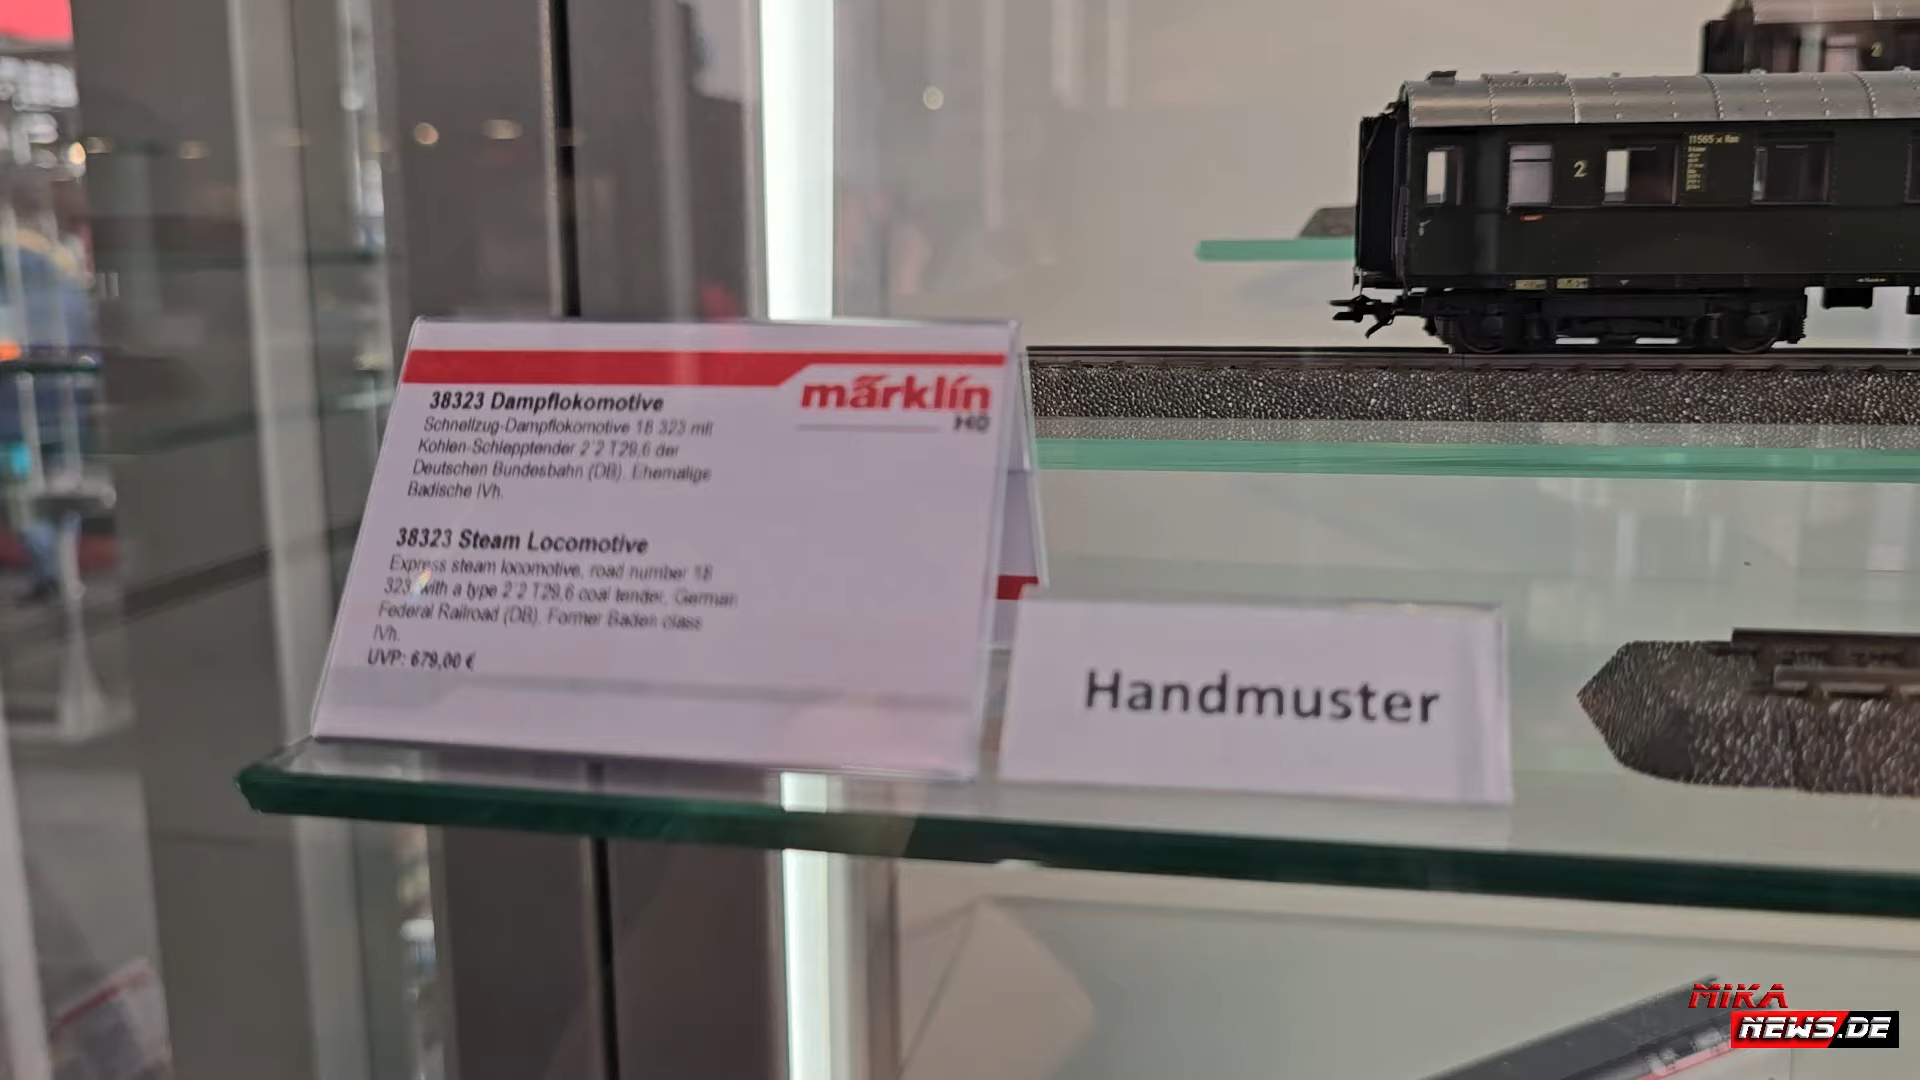 märklin
H0
38323 Dampflokomotive
Schnellzug-Dampflokomotive 18 323 mit
Kohlen-Schlepptender 2´2 T29,6 der
Deutschen Bundesbahn (DB). Ehemalige
Badische IVh.
38323 Steam Locomotive
Express steam locomotive, road number 18
323, with a type 2´2 T29,6 coal tender, German
Federal Railroad (DB). Former Baden class
IVh.
UVP: 679,00 €
Handmuster
2
2
11565
MIKA
NEWS.DE